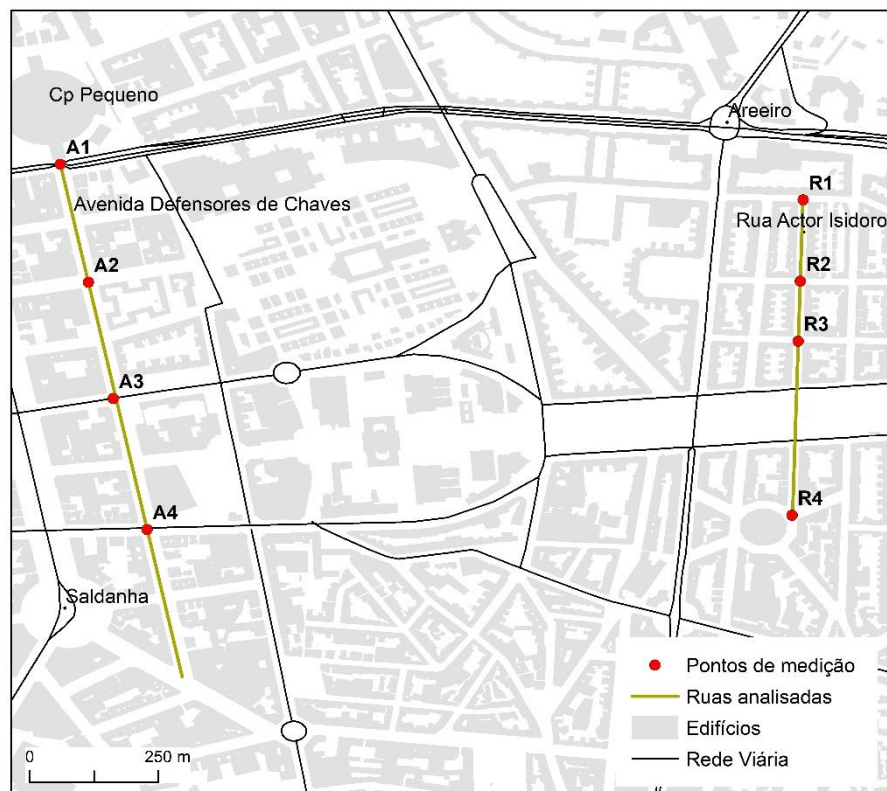 Cp Pequeno
Areeiro
A1
R1
Avenida Defensores de Chaves
Rua Actor Isidoro
A2
R2
R3
A3
A4
R4
Saldanha
Pontos de medição
Ruas analisadas
Edifícios
Rede Viária
0 250 m